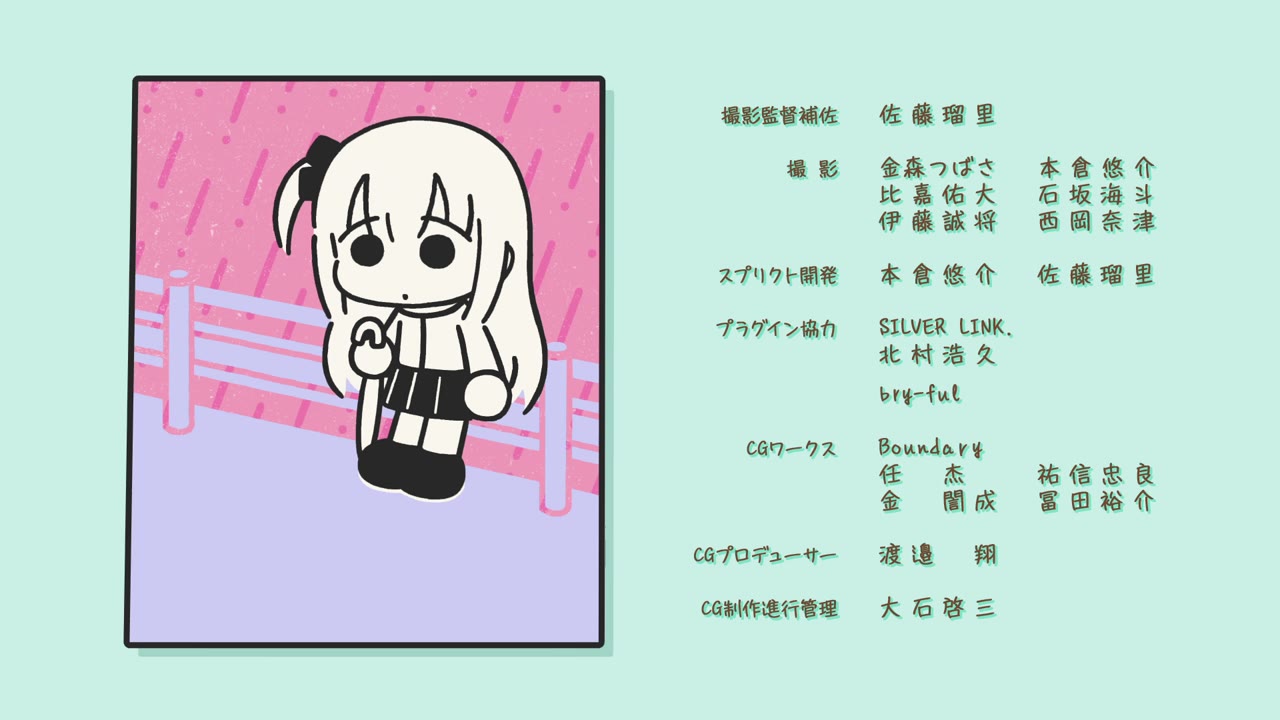 撮影監督補佐 佐藤瑠里
撮影 金森つばさ 本倉悠介
比嘉佑大 石坂海斗
伊藤誠将 西岡奈津
スプリクト開発 本倉悠介 佐藤瑠里
プラグイン協力 SILVER LINK.
北村浩久
bry-ful
CGワークス Boundary
任 杰 祐信忠良
金 闇成 冨田裕介
CGプロデューサー 渡邉 翔
CG制作進行管理 大石啓三